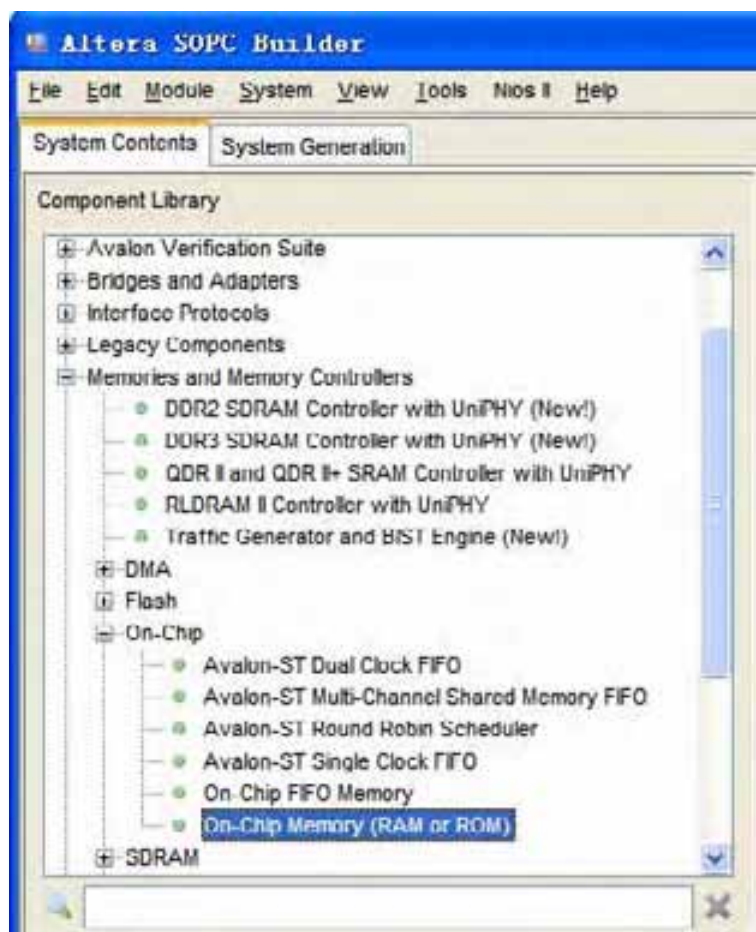 Altera SOPC Builder
File Edit Module System View Tools Nios II Help
System Contents System Generation
Component Library
Avalon Verification Suite
Bridges and Adapters
Interface Protocols
Legacy Components
Memories and Memory Controllers
DDR2 SDRAM Controller with UniPHY (New!)
DDR3 SDRAM Controller with UniPHY (New!)
QDR II and QDR II+ SRAM Controller with UniPHY
RLDRAM II Controller with UniPHY
Traffic Generator and BIST Engine (New!)
DMA
Flash
On-Chip
Avalon-ST Dual Clock FIFO
Avalon-ST Multi-Channel Shared Memory FIFO
Avalon-ST Round Robin Scheduler
Avalon-ST Single Clock FIFO
On-Chip FIFO Memory
On-Chip Memory (RAM or ROM)
SDRAM